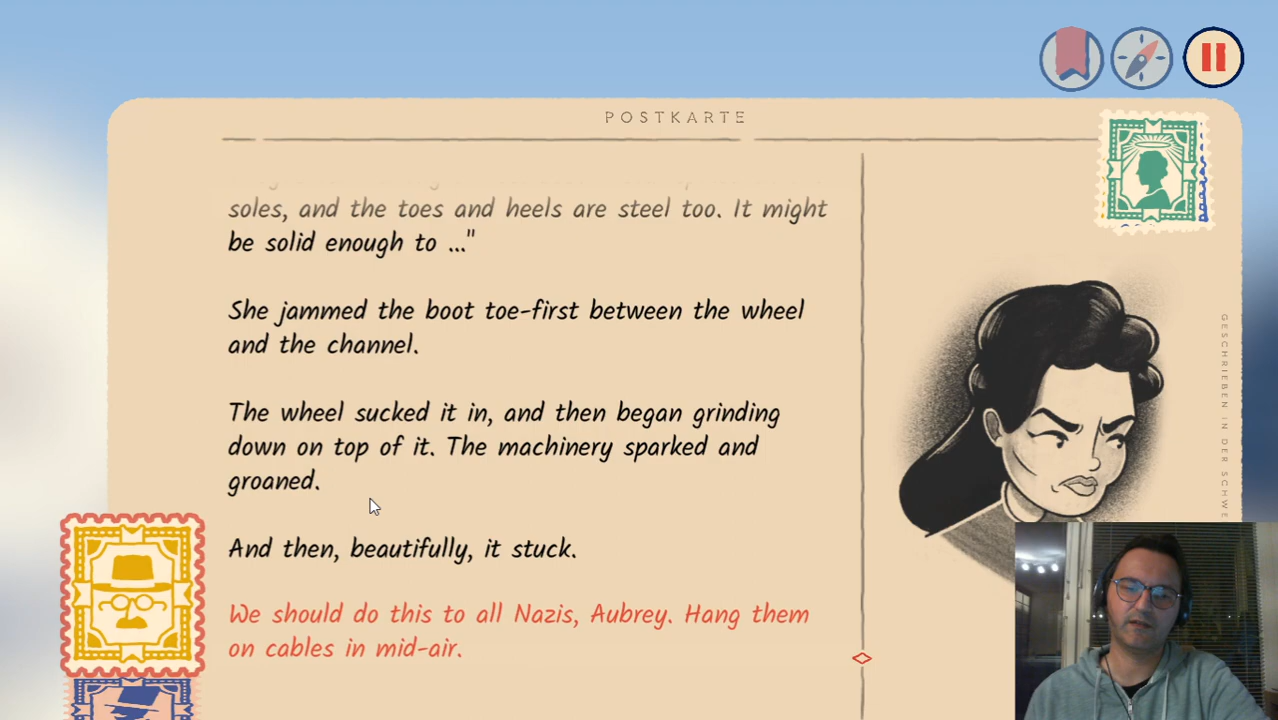 POSTKARTE
soles, and the toes and heels are steel too. It might
be solid enough to ..."
She jammed the boot toe-first between the wheel
and the channel.
The wheel sucked it in, and then began grinding
down on top of it. The machinery sparked and
groaned.
And then, beautifully, it stuck.
We should do this to all Nazis, Aubrey. Hang them
on cables in mid-air.
GESCHRIEBEN IN DER SCHWE